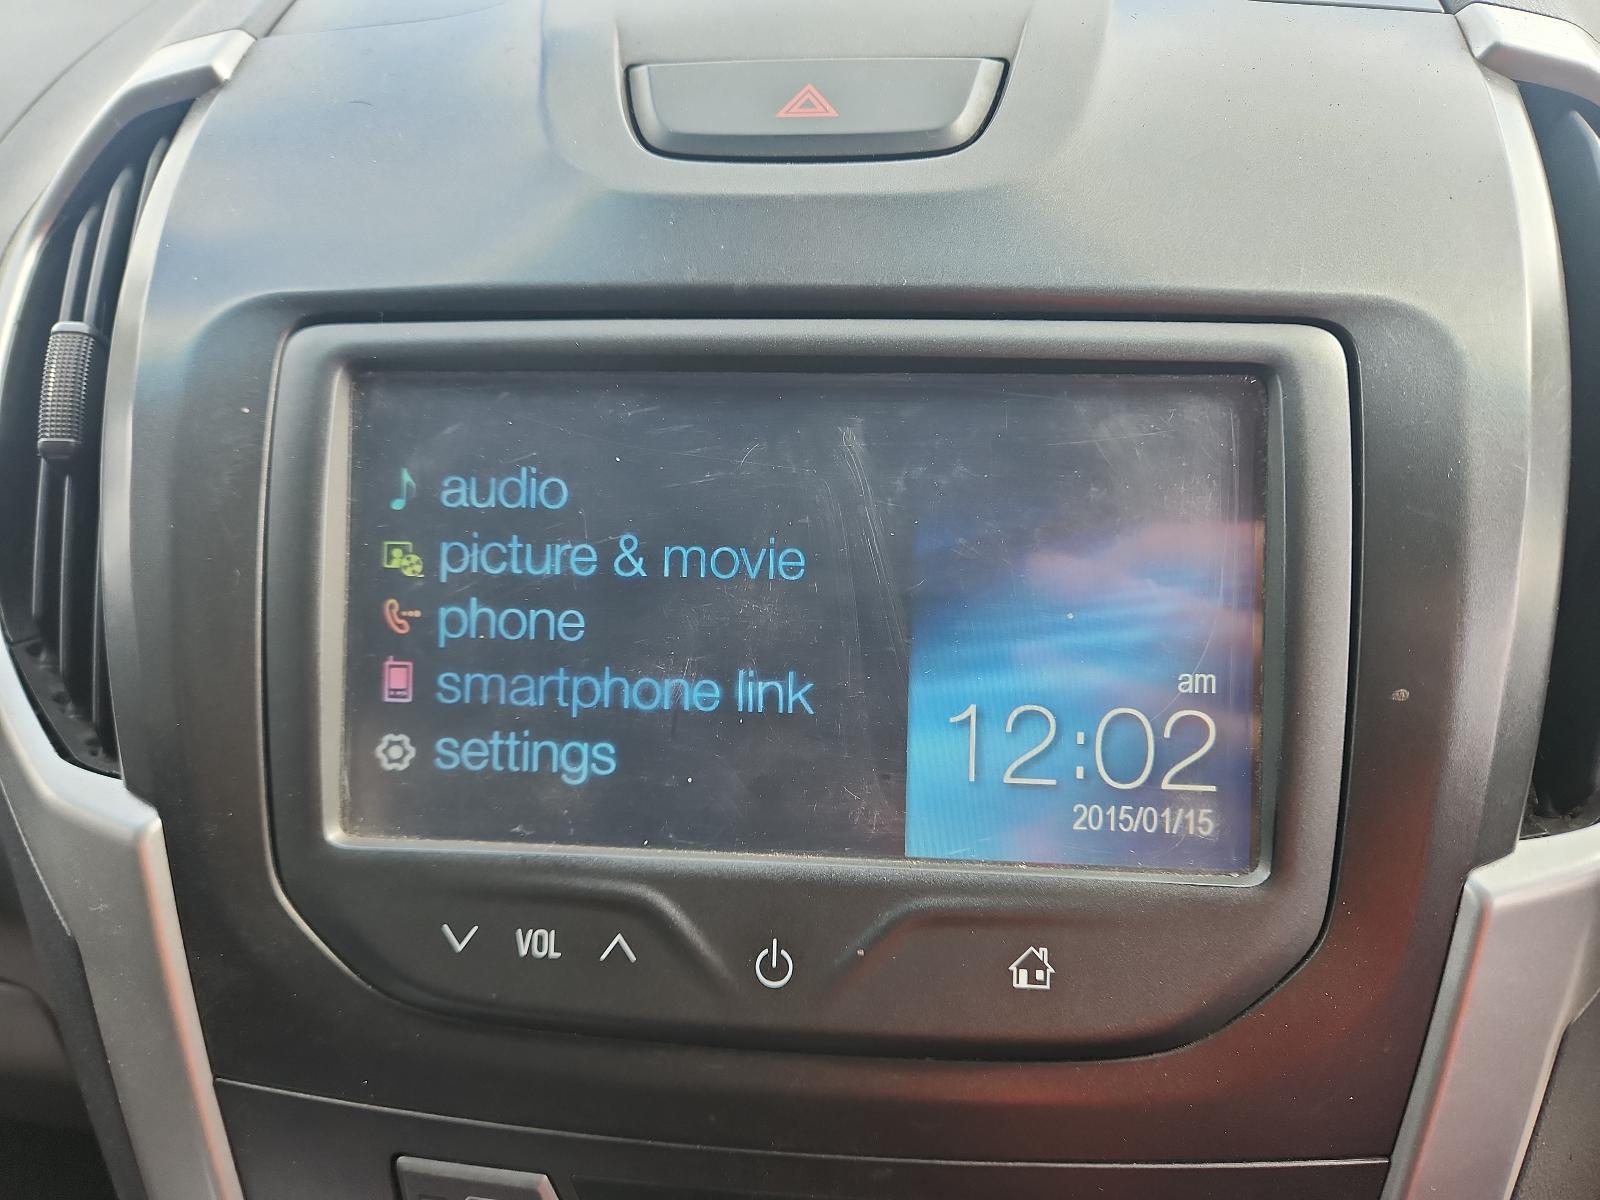 audio
picture & movie
phone
smartphone link
settings
am
12:02
2015/01/15
VOL